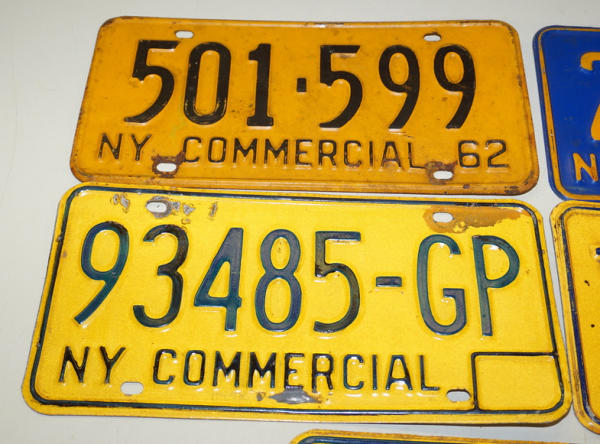 501·599
NY COMMERCIAL 62
93485-GP
NY COMMERCIAL